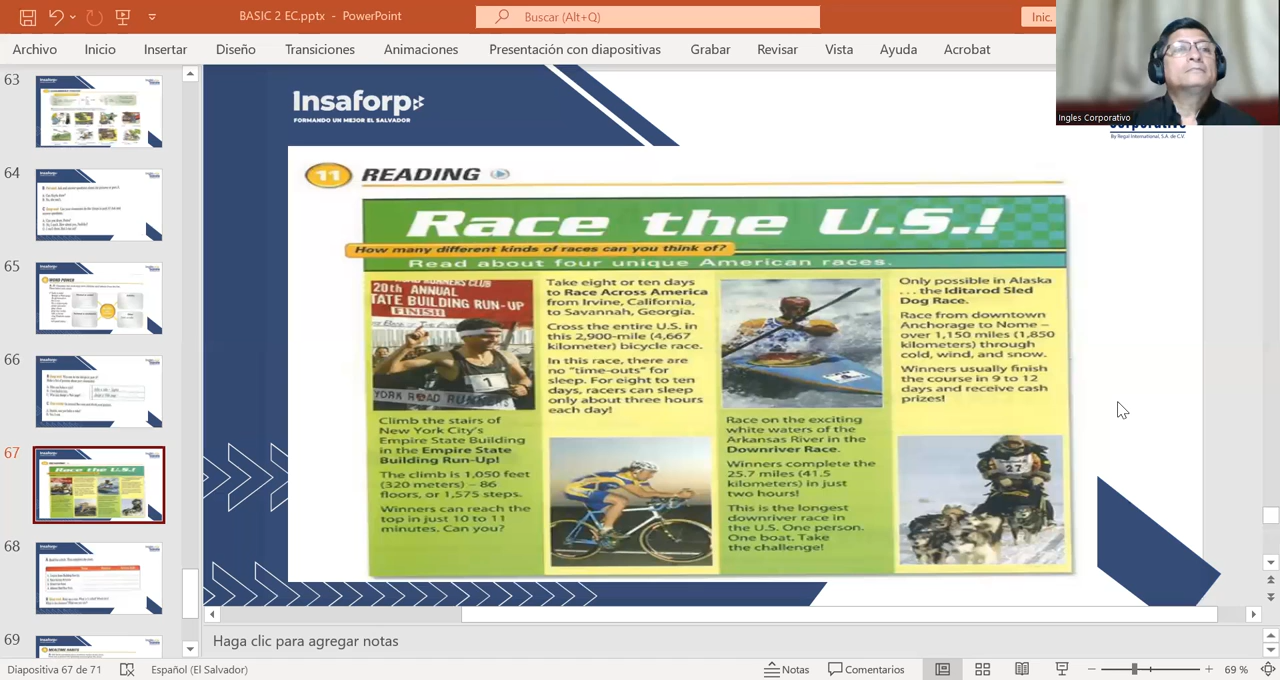 BASIC 2 EC.pptx - PowerPoint
Buscar (Alt+Q)
Inic.
Archivo Inicio Insertar Diseño Transiciones Animaciones Presentación con diapositivas Grabar Revisar Vista Ayuda Acrobat
Ingles Corporativo
63
64
65
66
67
68
69
Insaforp
FORMANDO UN MEJOR EL SALVADOR
By Regal International, S.A. de C.V.
11 READING
Race the U.S.!
How many different kinds of races can you think of?
Read about four unique American races.
20th ANNUAL
TATE BUILDING RUN-UP
FINISH
1
YORK ROAD RUNNERS
Climb the stairs of
New York City's
Empire State Building
in the Empire State
Building Run-Up!
The climb is 1,050 feet
(320 meters) – 86
floors, or 1,575 steps.
Winners can reach the
top in just 10 to 11
minutes. Can you?
Take eight or ten days
to Race Across America
from Irvine, California,
to Savannah, Georgia.
Cross the entire U.S. in
this 2,900-mile (4,667
kilometer) bicycle race.
In this race, there are
no "time-outs" for
sleep. For eight to ten
days, racers can sleep
only about three hours
each day!
Race on the exciting
white waters of the
Arkansas River in the
Downriver Race.
Winners complete the
25.7 miles (41.5
kilometers) in just
two hours!
This is the longest
downriver race in
the U.S. One person.
One boat. Take
the challenge!
Only possible in Alaska
. . . the Iditarod Sled
Dog Race.
Race from downtown
Anchorage to Nome –
over 1,150 miles (1,850
kilometers) through
cold, wind, and snow.
Winners usually finish
the course in 9 to 12
days and receive cash
prizes!
27
Haga clic para agregar notas
Diapositiva 67 de 71 Español (El Salvador) Notas Comentarios 69 %